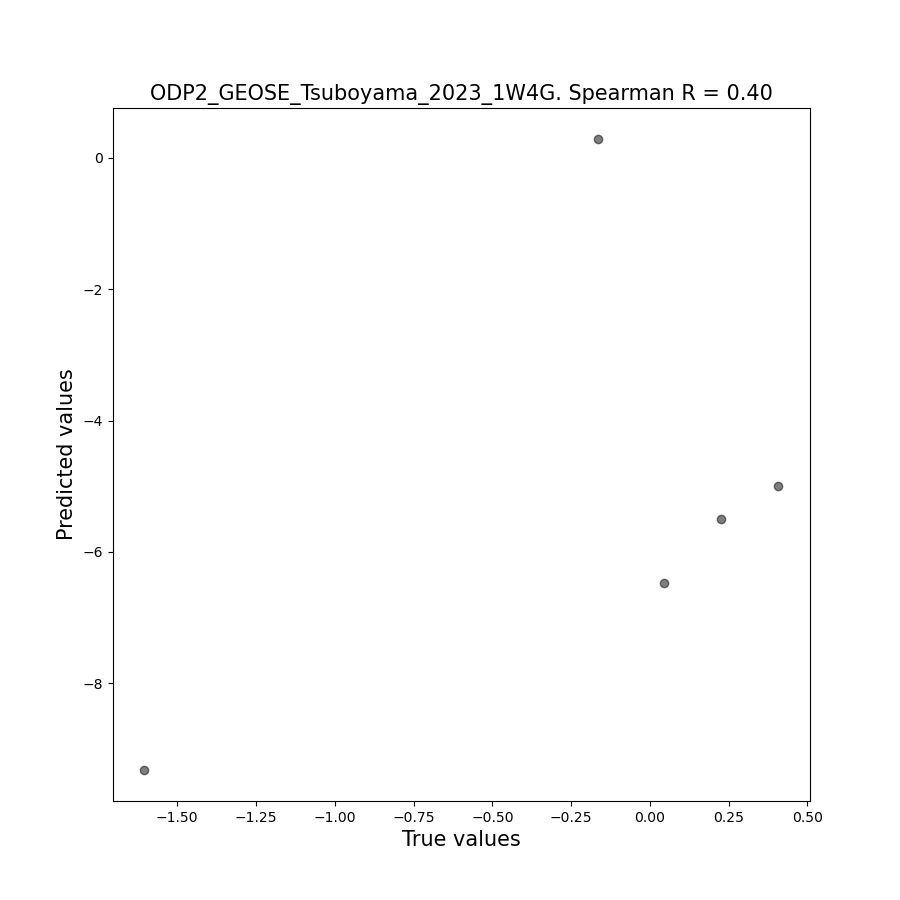 ODP2_GEOSE_Tsuboyama_2023_1W4G. Spearman R = 0.40
Predicted values
0
−2
−4
−6
−8
−1.50 −1.25 −1.00 −0.75 −0.50 −0.25 0.00 0.25 0.50
True values